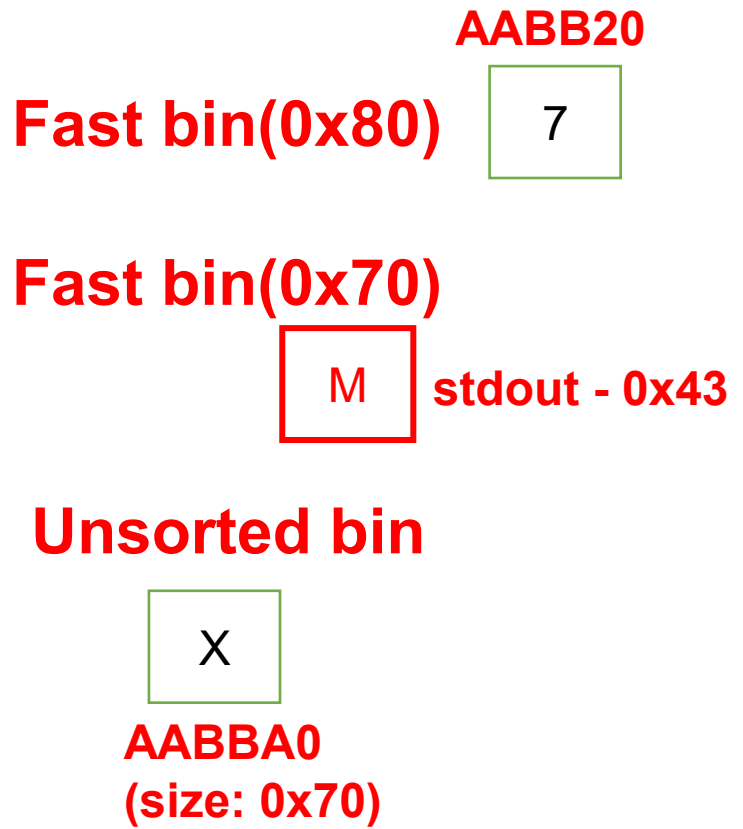 AABB20
Fast bin(0x80)
7
Fast bin(0x70)
M
stdout - 0x43
Unsorted bin
X
AABBA0
(size: 0x70)